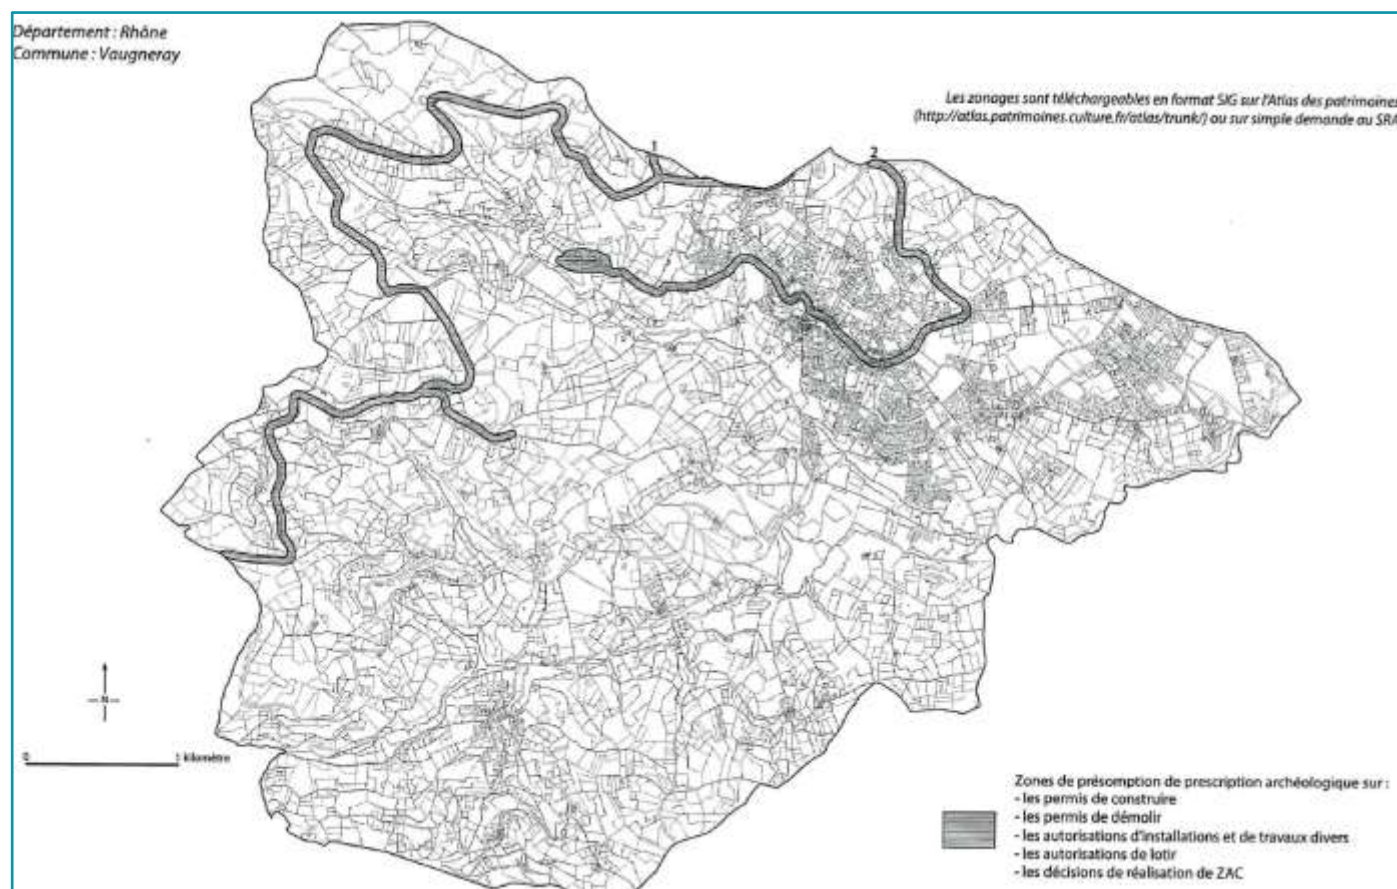 Département : Rhône
Commune : Vaugneray
Les zonages sont téléchargeables en format SIG sur l'Atlas des patrimoines
(http://atlas.patrimoines.culture.fr/atlas/trunk/) ou sur simple demande au SRA
1
2
N
0
1 kilomètre
Zones de présomption de prescription archéologique sur :
- les permis de construire
- les permis de démolir
- les autorisations d'installations et de travaux divers
- les autorisations de lotir
- les décisions de réalisation de ZAC